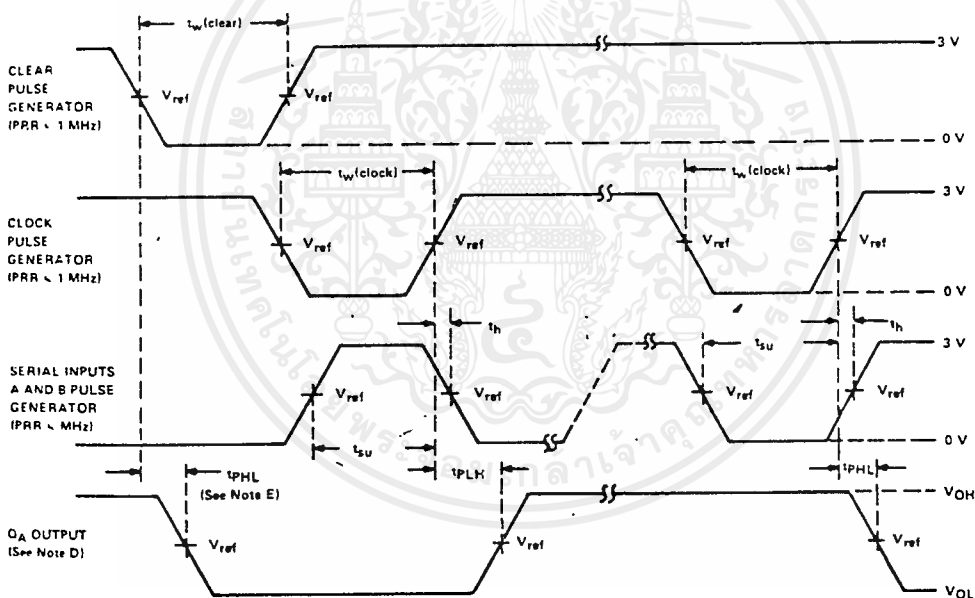 tw(clear)
3 V
CLEAR
PULSE
GENERATOR
(PRR < 1 MHz)
Vref
Vref
0 V
tw(clock)
tw(clock)
3 V
CLOCK
PULSE
GENERATOR
(PRR < 1 MHz)
Vref
Vref
Vref
Vref
0 V
th
th
tsu
3 V
SERIAL INPUTS
A AND B PULSE
GENERATOR
(PRR < MHz)
Vref
Vref
Vref
Vref
0 V
tsu
tPHL
(See Note E)
tPLH
tPHL
VOH
QA OUTPUT
(See Note D)
Vref
Vref
Vref
VOL